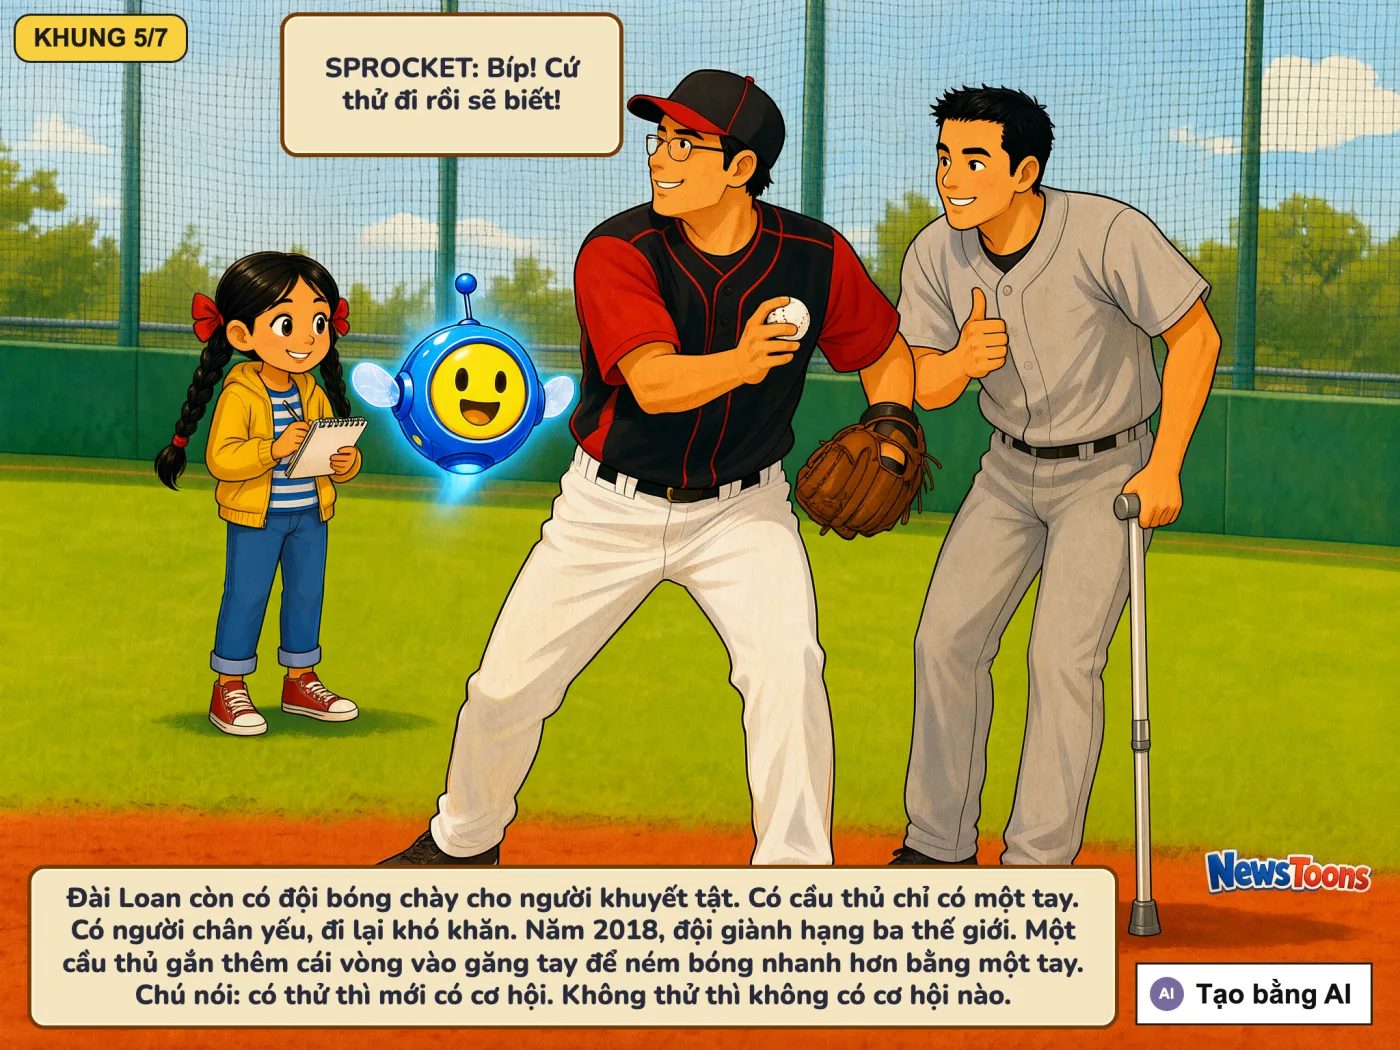 KHUNG 5/7
SPROCKET: Bíp! Cứ
thử đi rồi sẽ biết!
Đài Loan còn có đội bóng chày cho người khuyết tật. Có cầu thủ chỉ có một tay.
Có người chân yếu, đi lại khó khăn. Năm 2018, đội giành hạng ba thế giới. Một
cầu thủ gắn thêm cái vòng vào găng tay để ném bóng nhanh hơn bằng một tay.
Chú nói: có thử thì mới có cơ hội. Không thử thì không có cơ hội nào.
NewsToons
AI Tạo bằng AI